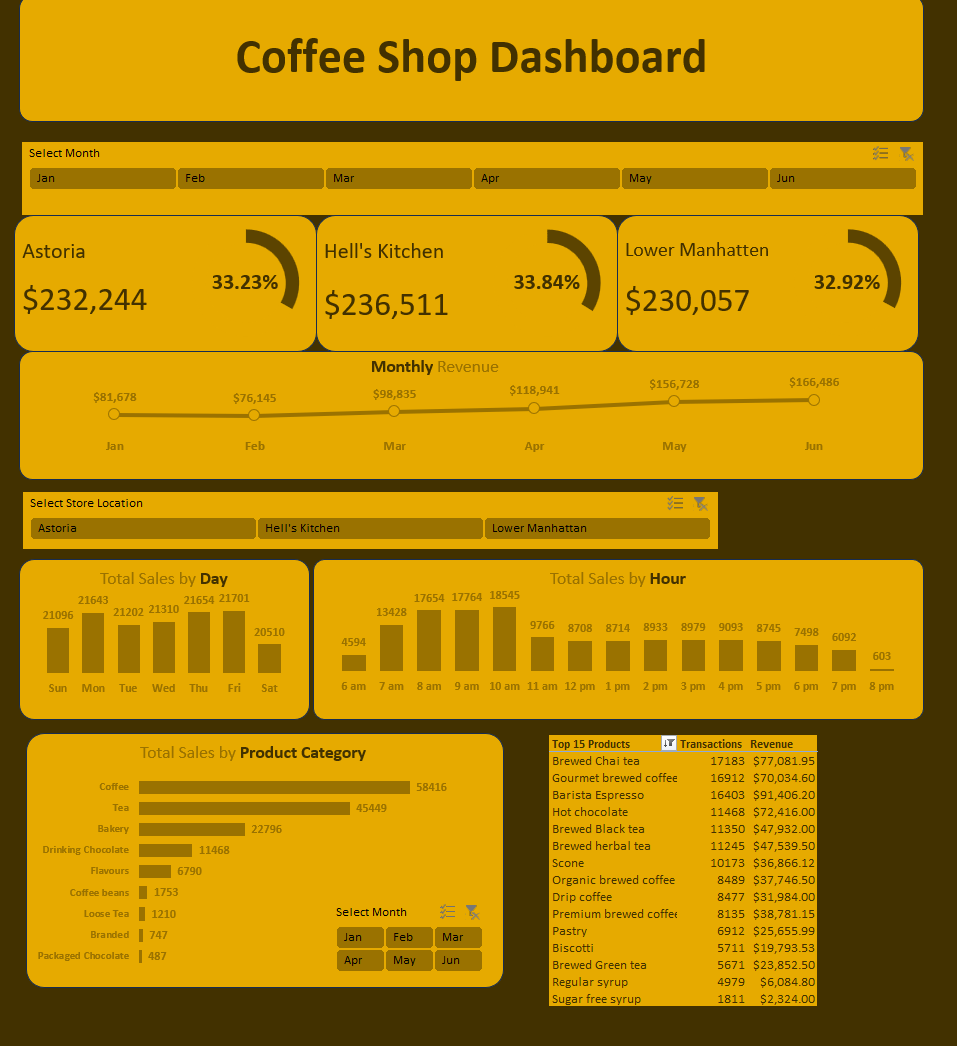 Coffee Shop Dashboard
Select Month
Jan Feb Mar Apr May Jun
Astoria
33.23%
$232,244
Hell's Kitchen
33.84%
$236,511
Lower Manhatten
32.92%
$230,057
Monthly Revenue
$81,678 $76,145 $98,835 $118,941 $156,728 $166,486
Jan Feb Mar Apr May Jun
Select Store Location
Astoria Hell's Kitchen Lower Manhattan
Total Sales by Day
21096 21643 21202 21310 21654 21701 20510
Sun Mon Tue Wed Thu Fri Sat
Total Sales by Hour
4594 13428 17654 17764 18545 9766 8708 8714 8933 8979 9093 8745 7498 6092 603
6 am 7 am 8 am 9 am 10 am 11 am 12 pm 1 pm 2 pm 3 pm 4 pm 5 pm 6 pm 7 pm 8 pm
Total Sales by Product Category
Coffee 58416
Tea 45449
Bakery 22796
Drinking Chocolate 11468
Flavours 6790
Coffee beans 1753
Loose Tea 1210
Branded 747
Packaged Chocolate 487
Select Month
Jan Feb Mar
Apr May Jun
Top 15 Products Transactions Revenue
Brewed Chai tea 17183 $77,081.95
Gourmet brewed coffee 16912 $70,034.60
Barista Espresso 16403 $91,406.20
Hot chocolate 11468 $72,416.00
Brewed Black tea 11350 $47,932.00
Brewed herbal tea 11245 $47,539.50
Scone 10173 $36,866.12
Organic brewed coffee 8489 $37,746.50
Drip coffee 8477 $31,984.00
Premium brewed coffee 8135 $38,781.15
Pastry 6912 $25,655.99
Biscotti 5711 $19,793.53
Brewed Green tea 5671 $23,852.50
Regular syrup 4979 $6,084.80
Sugar free syrup 1811 $2,324.00